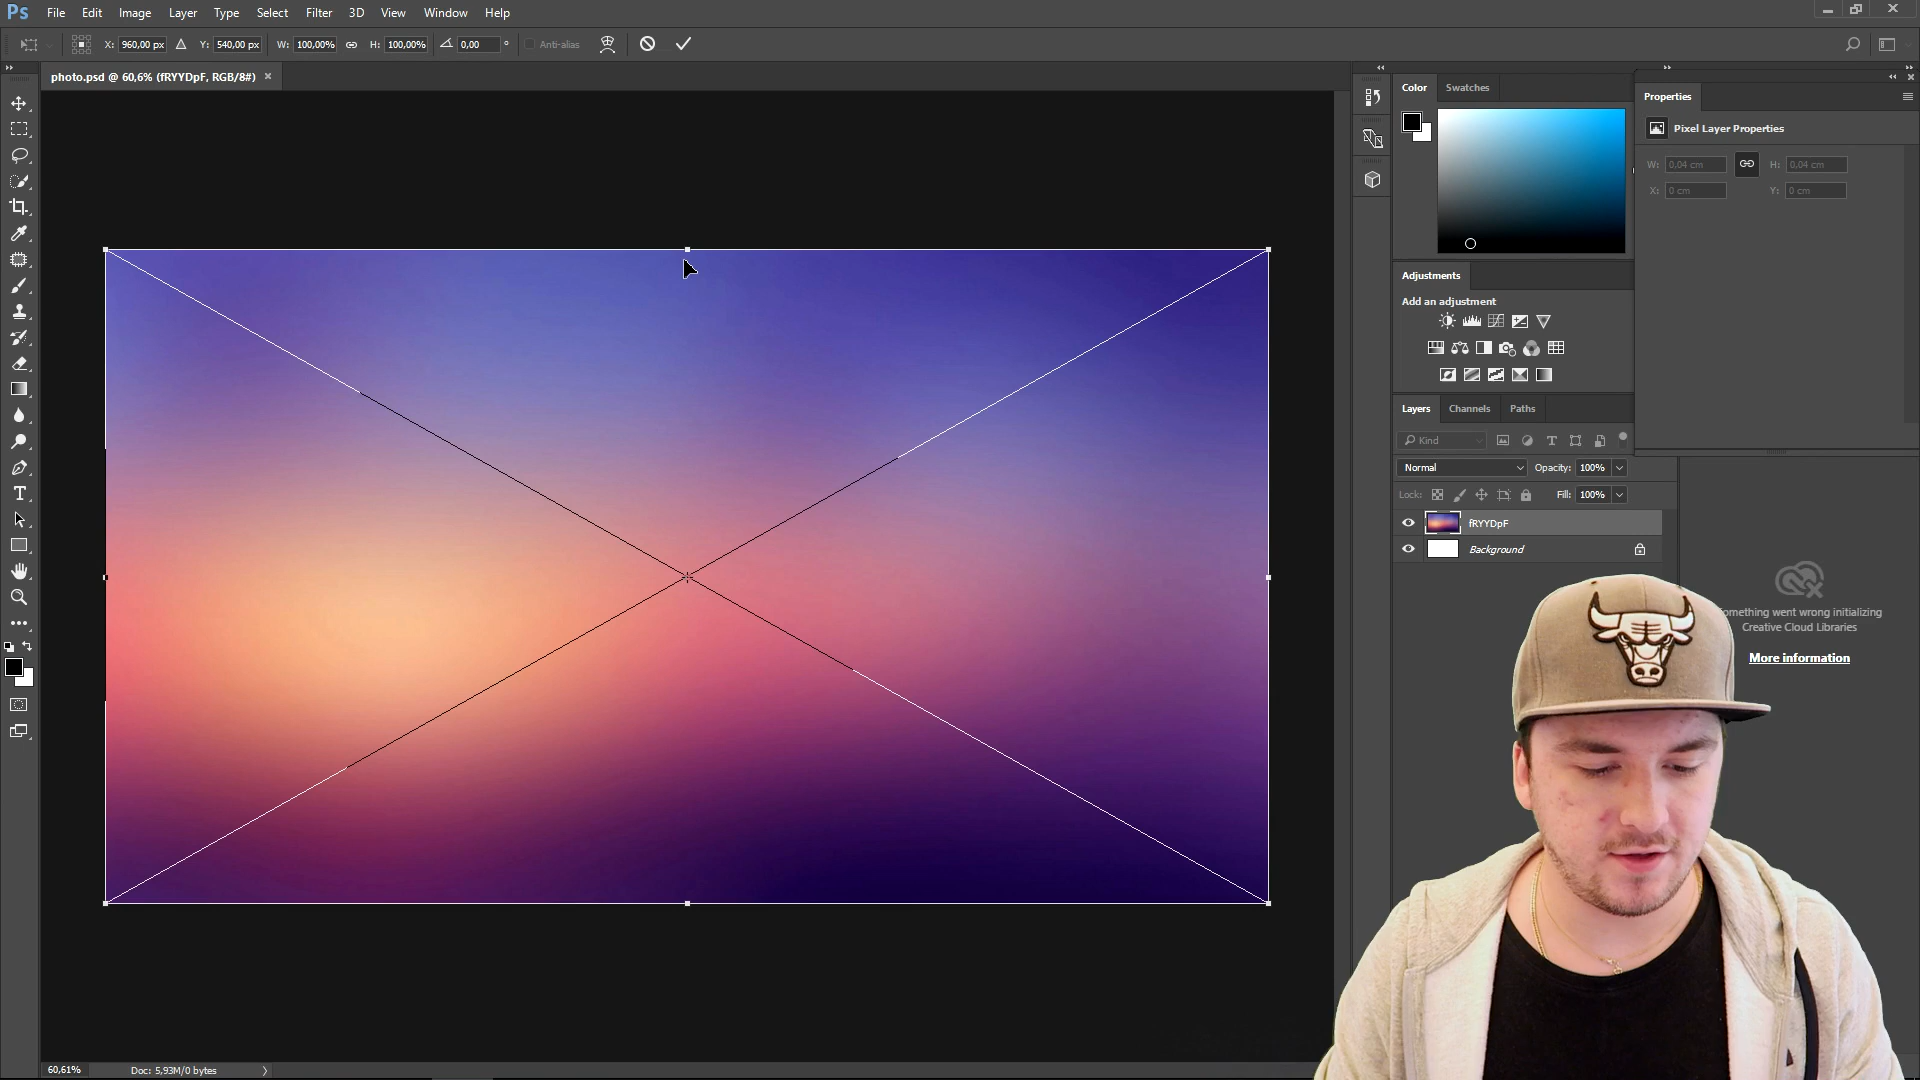 Ps File Edit Image Layer Type Select Filter 3D View Window Help
X: 960,00 px Y: 540,00 px W: 100,00% H: 100,00% 0,00 ° Anti-alias
photo.psd @ 60,6% (fRYYDpF, RGB/8#) ×
Color Swatches
Properties
Pixel Layer Properties
W: 0,04 cm H: 0,04 cm
X: 0 cm Y: 0 cm
Adjustments
Add an adjustment
Layers Channels Paths
Kind
Normal Opacity: 100%
Lock: Fill: 100%
fRYYDpF
Background
omething went wrong initializing
Creative Cloud Libraries
More information
60,61% Doc: 5,93M/0 bytes